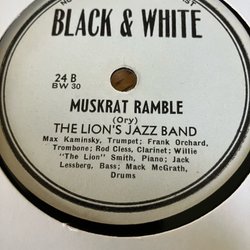 BLACK & WHITE
24 B
BW 30
MUSKRAT RAMBLE
(Ory)
THE LION'S JAZZ BAND
Max Kaminsky, Trumpet; Frank Orchard,
Trombone; Rod Cless, Clarinet; Willie
"The Lion" Smith, Piano; Jack
Lessberg, Bass; Mack McGrath,
Drums